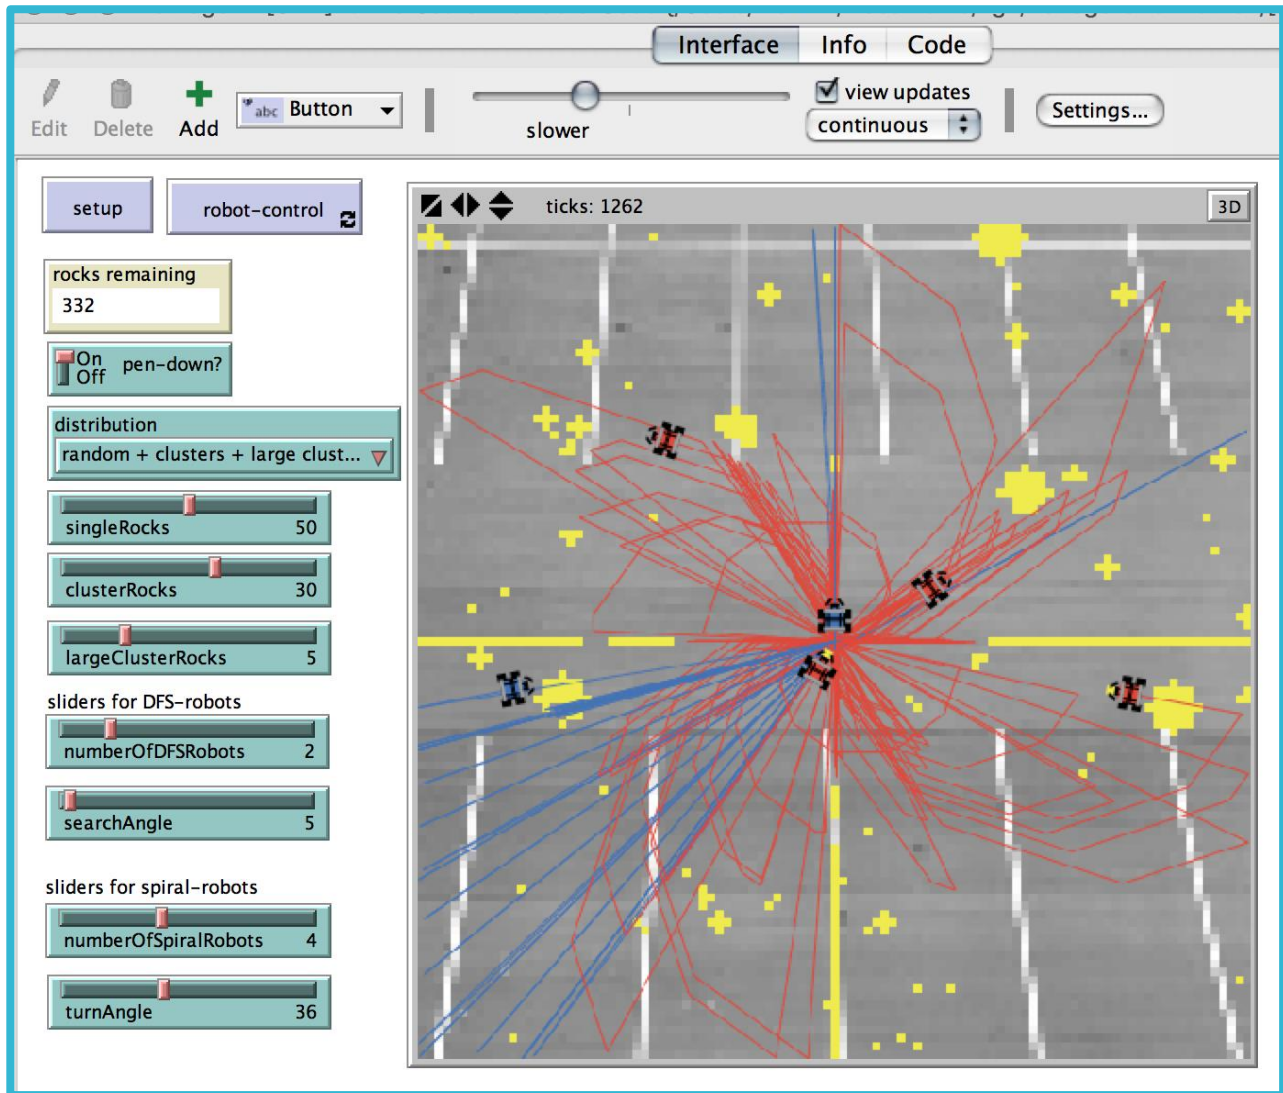 Interface Info Code
Edit Delete Add abc Button slower view updates continuous Settings...
setup robot-control
ticks: 1262 3D
rocks remaining
332
On
Off pen-down?
distribution
random + clusters + large clust...
singleRocks 50
clusterRocks 30
largeClusterRocks 5
sliders for DFS-robots
numberOfDFSRobots 2
searchAngle 5
sliders for spiral-robots
numberOfSpiralRobots 4
turnAngle 36